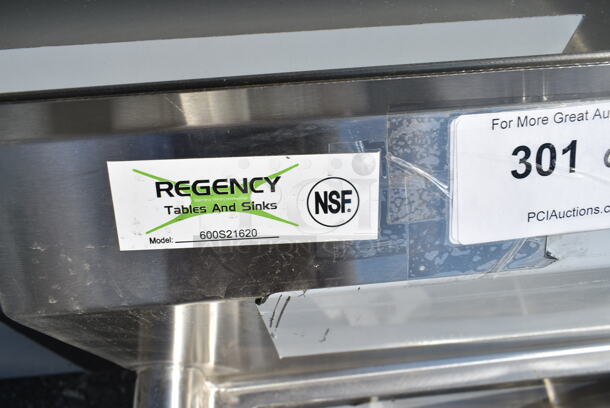 REGENCY
Tables And Sinks
NSF.
Model: 600S21620
For More Great Au
301
PCIAuctions.c